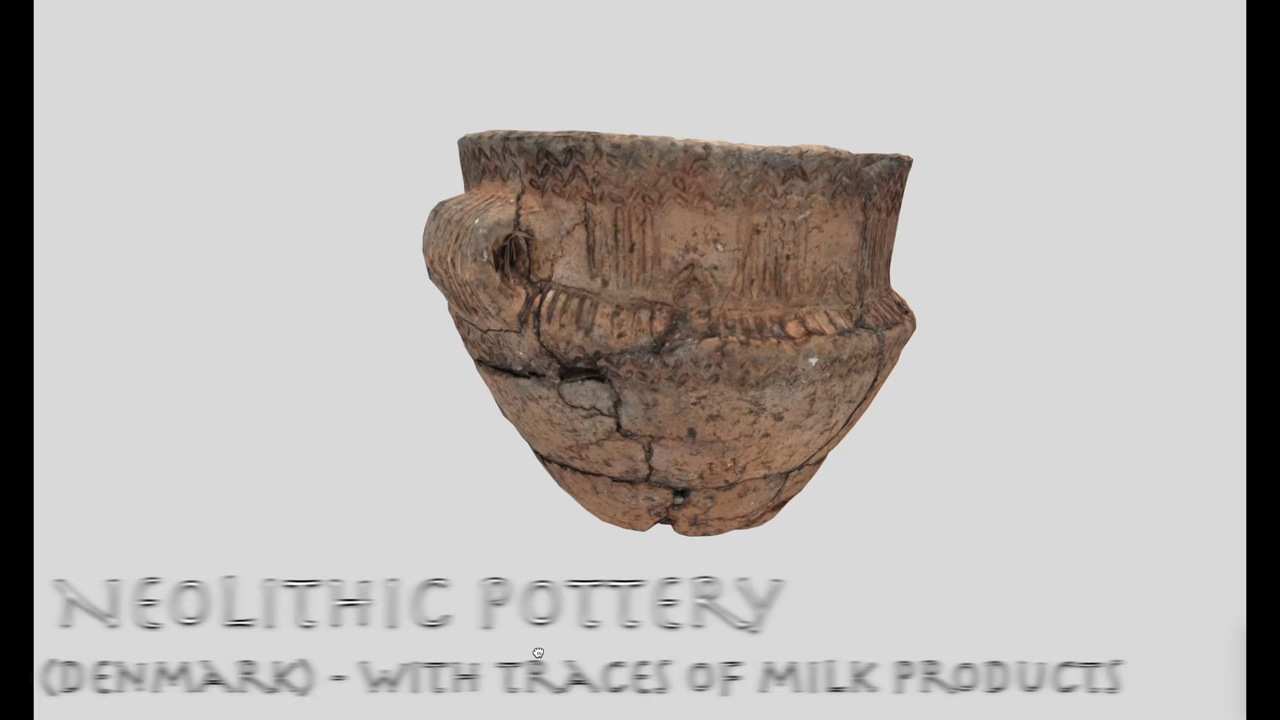 NEOLITHIC POTTERY
(DENMARK) - WITH TRACES OF MILK PRODUCTS